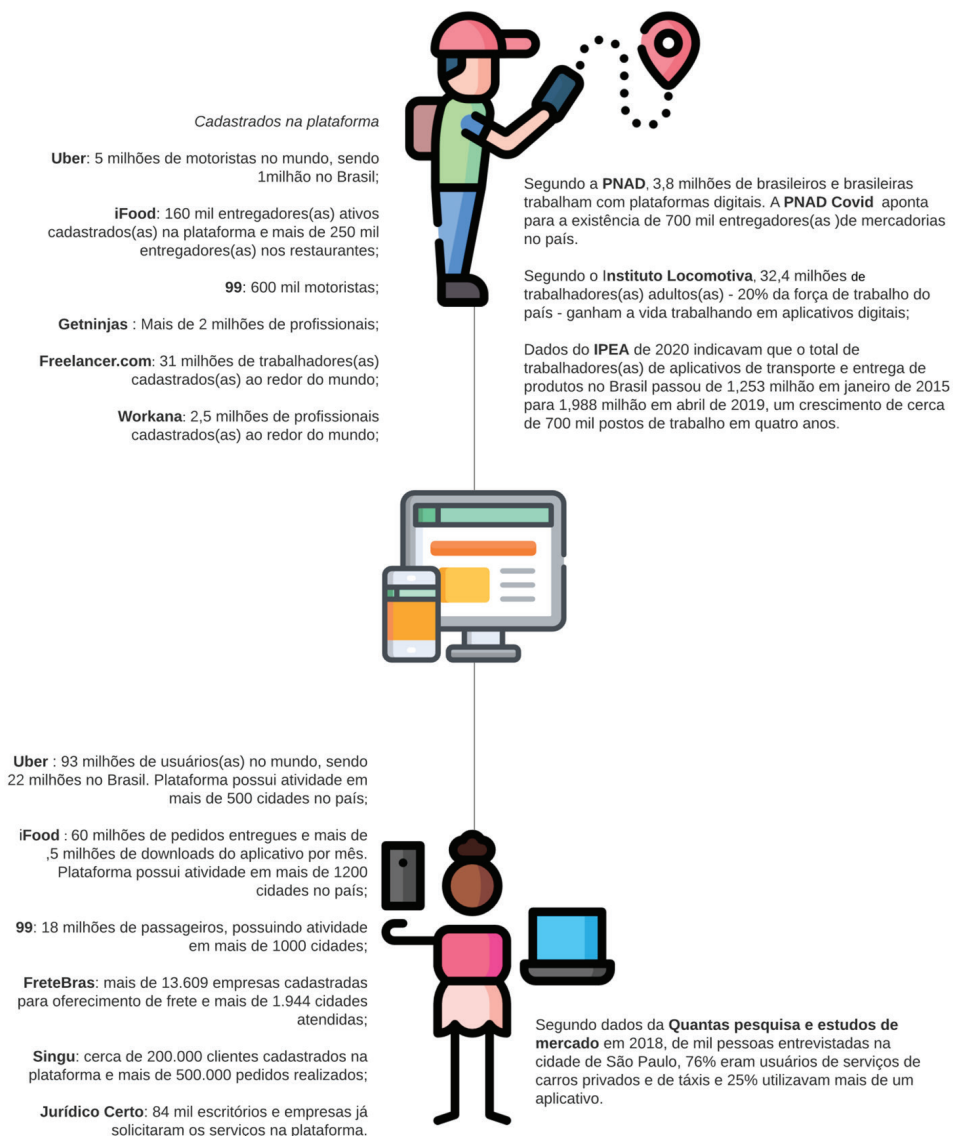 Cadastrados na plataforma
Uber: 5 milhões de motoristas no mundo, sendo
1milhão no Brasil;
iFood: 160 mil entregadores(as) ativos
cadastrados(as) na plataforma e mais de 250 mil
entregadores(as) nos restaurantes;
99: 600 mil motoristas;
Getninjas : Mais de 2 milhões de profissionais;
Freelancer.com: 31 milhões de trabalhadores(as)
cadastrados(as) ao redor do mundo;
Workana: 2,5 milhões de profissionais
cadastrados(as) ao redor do mundo;
Segundo a PNAD, 3,8 milhões de brasileiros e brasileiras
trabalham com plataformas digitais. A PNAD Covid aponta
para a existência de 700 mil entregadores(as )de mercadorias
no país.
Segundo o Instituto Locomotiva, 32,4 milhões de
trabalhadores(as) adultos(as) - 20% da força de trabalho do
país - ganham a vida trabalhando em aplicativos digitais;
Dados do IPEA de 2020 indicavam que o total de
trabalhadores(as) de aplicativos de transporte e entrega de
produtos no Brasil passou de 1,253 milhão em janeiro de 2015
para 1,988 milhão em abril de 2019, um crescimento de cerca
de 700 mil postos de trabalho em quatro anos.
Uber : 93 milhões de usuários(as) no mundo, sendo
22 milhões no Brasil. Plataforma possui atividade em
mais de 500 cidades no país;
iFood : 60 milhões de pedidos entregues e mais de
,5 milhões de downloads do aplicativo por mês.
Plataforma possui atividade em mais de 1200
cidades no país;
99: 18 milhões de passageiros, possuindo atividade
em mais de 1000 cidades;
FreteBras: mais de 13.609 empresas cadastradas
para oferecimento de frete e mais de 1.944 cidades
atendidas;
Singu: cerca de 200.000 clientes cadastrados na
plataforma e mais de 500.000 pedidos realizados;
Jurídico Certo: 84 mil escritórios e empresas já
solicitaram os serviços na plataforma.
Segundo dados da Quantas pesquisa e estudos de
mercado em 2018, de mil pessoas entrevistadas na
cidade de São Paulo, 76% eram usuários de serviços de
carros privados e de táxis e 25% utilizavam mais de um
aplicativo.